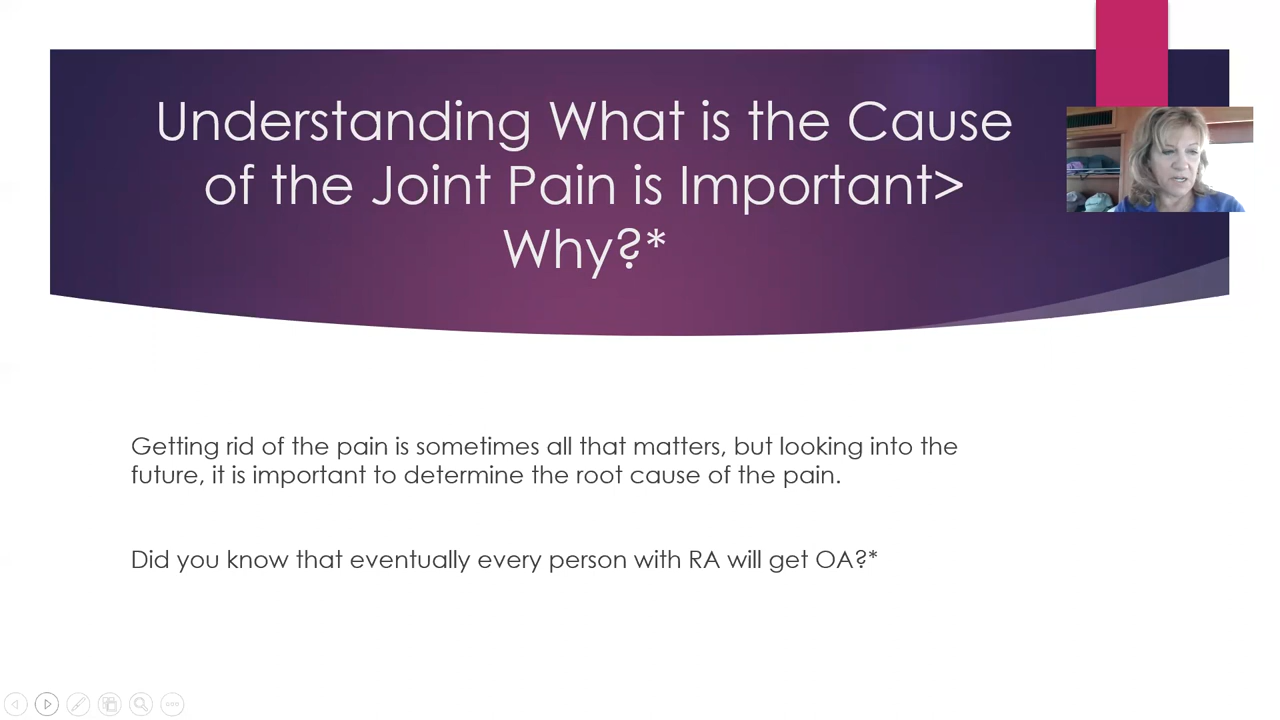 Understanding What is the Cause
of the Joint Pain is Important>
Why?*
Getting rid of the pain is sometimes all that matters, but looking into the
future, it is important to determine the root cause of the pain.
Did you know that eventually every person with RA will get OA?*